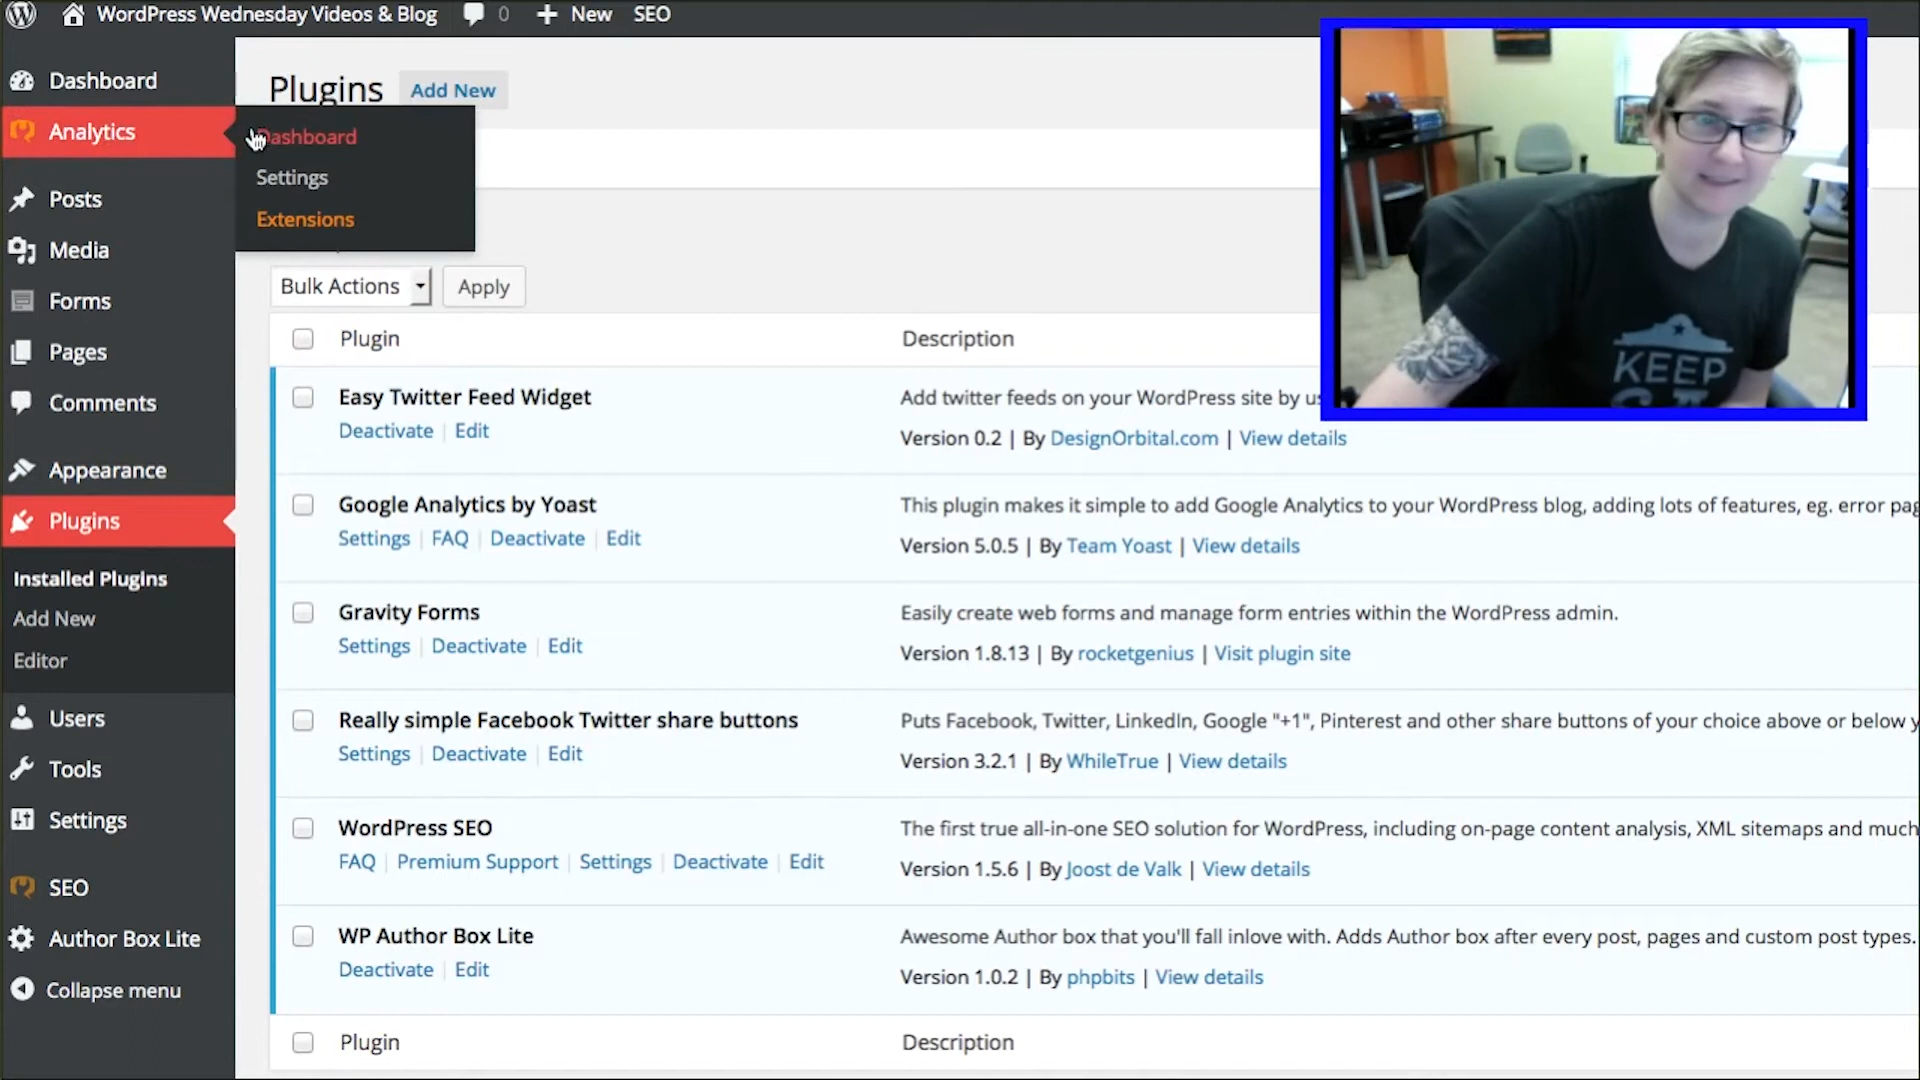 WordPress Wednesday Videos & Blog 0 New SEO
Dashboard
Analytics
Posts
Media
Forms
Pages
Comments
Appearance
Plugins
Installed Plugins
Add New
Editor
Users
Tools
Settings
SEO
Author Box Lite
Collapse menu
Plugins Add New
Dashboard
Settings
Extensions
Bulk Actions Apply
Plugin Description
Easy Twitter Feed Widget
Deactivate | Edit
Add twitter feeds on your WordPress site by
Version 0.2 | By DesignOrbital.com | View details
Google Analytics by Yoast
Settings | FAQ | Deactivate | Edit
This plugin makes it simple to add Google Analytics to your WordPress blog, adding lots of features, eg. error
Version 5.0.5 | By Team Yoast | View details
Gravity Forms
Settings | Deactivate | Edit
Easily create web forms and manage form entries within the WordPress admin.
Version 1.8.13 | By rocketgenius | Visit plugin site
Really simple Facebook Twitter share buttons
Settings | Deactivate | Edit
Puts Facebook, Twitter, LinkedIn, Google "+1", Pinterest and other share buttons of your choice above or below
Version 3.2.1 | By WhileTrue | View details
WordPress SEO
FAQ | Premium Support | Settings | Deactivate | Edit
The first true all-in-one SEO solution for WordPress, including on-page content analysis, XML sitemaps and much
Version 1.5.6 | By Joost de Valk | View details
WP Author Box Lite
Deactivate | Edit
Awesome Author box that you'll fall inlove with. Adds Author box after every post, pages and custom post types.
Version 1.0.2 | By phpbits | View details
Plugin Description
KEEP